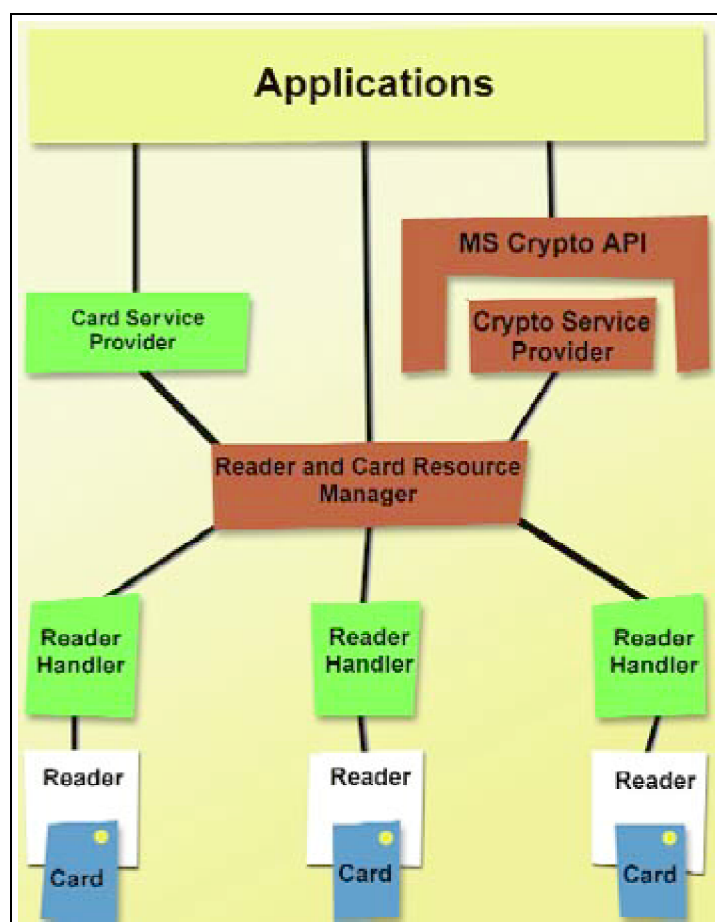 Applications
MS Crypto API
Card Service
Provider
Crypto Service
Provider
Reader and Card Resource
Manager
Reader
Handler
Reader
Handler
Reader
Handler
Reader
Reader
Reader
Card
Card
Card